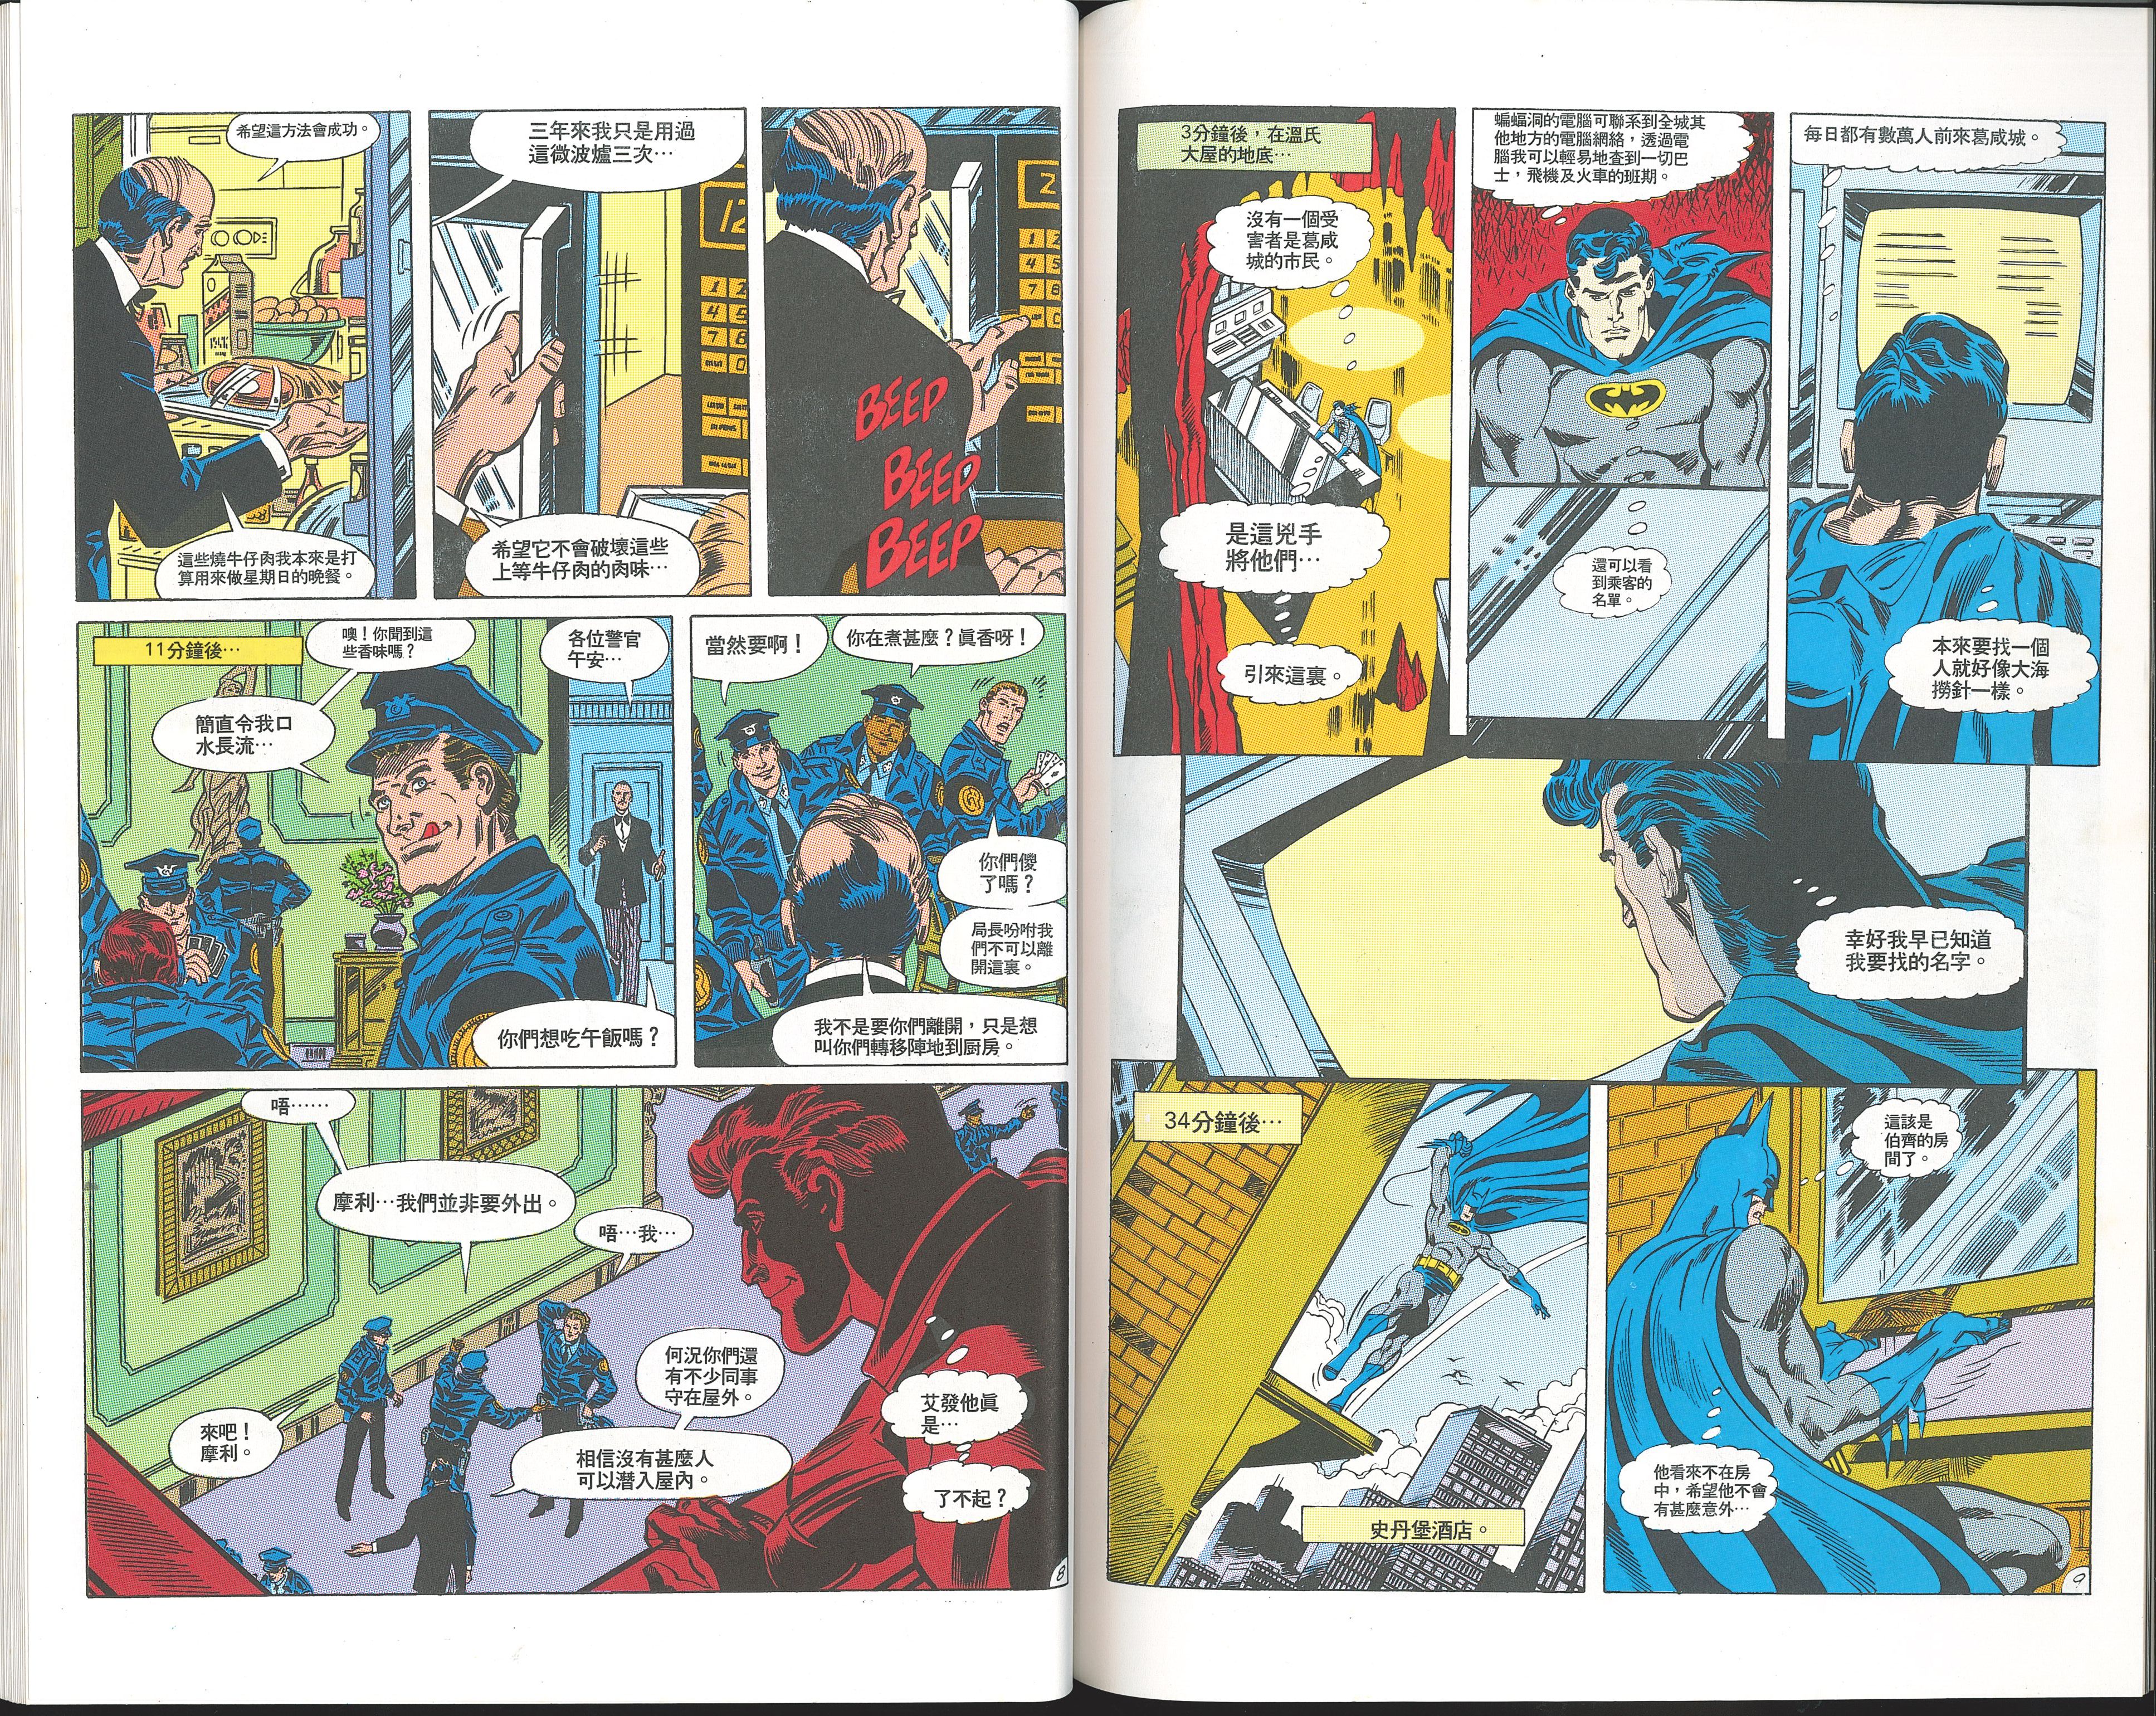 希望這方法會成功。
這些燒牛仔肉我本來是打
算用來做星期日的晚餐。
三年來我只是用過
這微波爐三次⋯
希望它不會破壞這些
上等牛仔肉的肉味⋯
BEEP
BEEP
BEEP
11分鐘後⋯
噢！你聞到這
些香味嗎？
簡直令我口
水長流⋯
各位警官
午安⋯
你們想吃午飯嗎？
當然要啊！
你在煮甚麼？眞香呀！
你們傻
了嗎？
局長吩咐我
們不可以離
開這裏。
我不是要你們離開，只是想
叫你們轉移陣地到厨房。
唔⋯⋯
摩利⋯我們並非要外出。
唔⋯我⋯
來吧！
摩利。
何況你們還
有不少同事
守在屋外。
相信沒有甚麼人
可以潛入屋內。
艾發他眞
是⋯
了不起？
8
3分鐘後，在溫氏
大屋的地底⋯
沒有一個受
害者是葛咸
城的市民。
是這兇手
將他們⋯
引來這裏。
蝙蝠洞的電腦可聯系到全城其
他地方的電腦網絡，透過電
腦我可以輕易地查到一切巴
士，飛機及火車的班期。
還可以看
到乘客的
名單。
每日都有數萬人前來葛咸城。
本來要找一個
人就好像大海
撈針一樣。
幸好我早已知道
我要找的名字。
34分鐘後⋯
史丹堡酒店。
這該是
伯齊的房
間了。
他看來不在房
中，希望他不會
有甚麼意外⋯
9